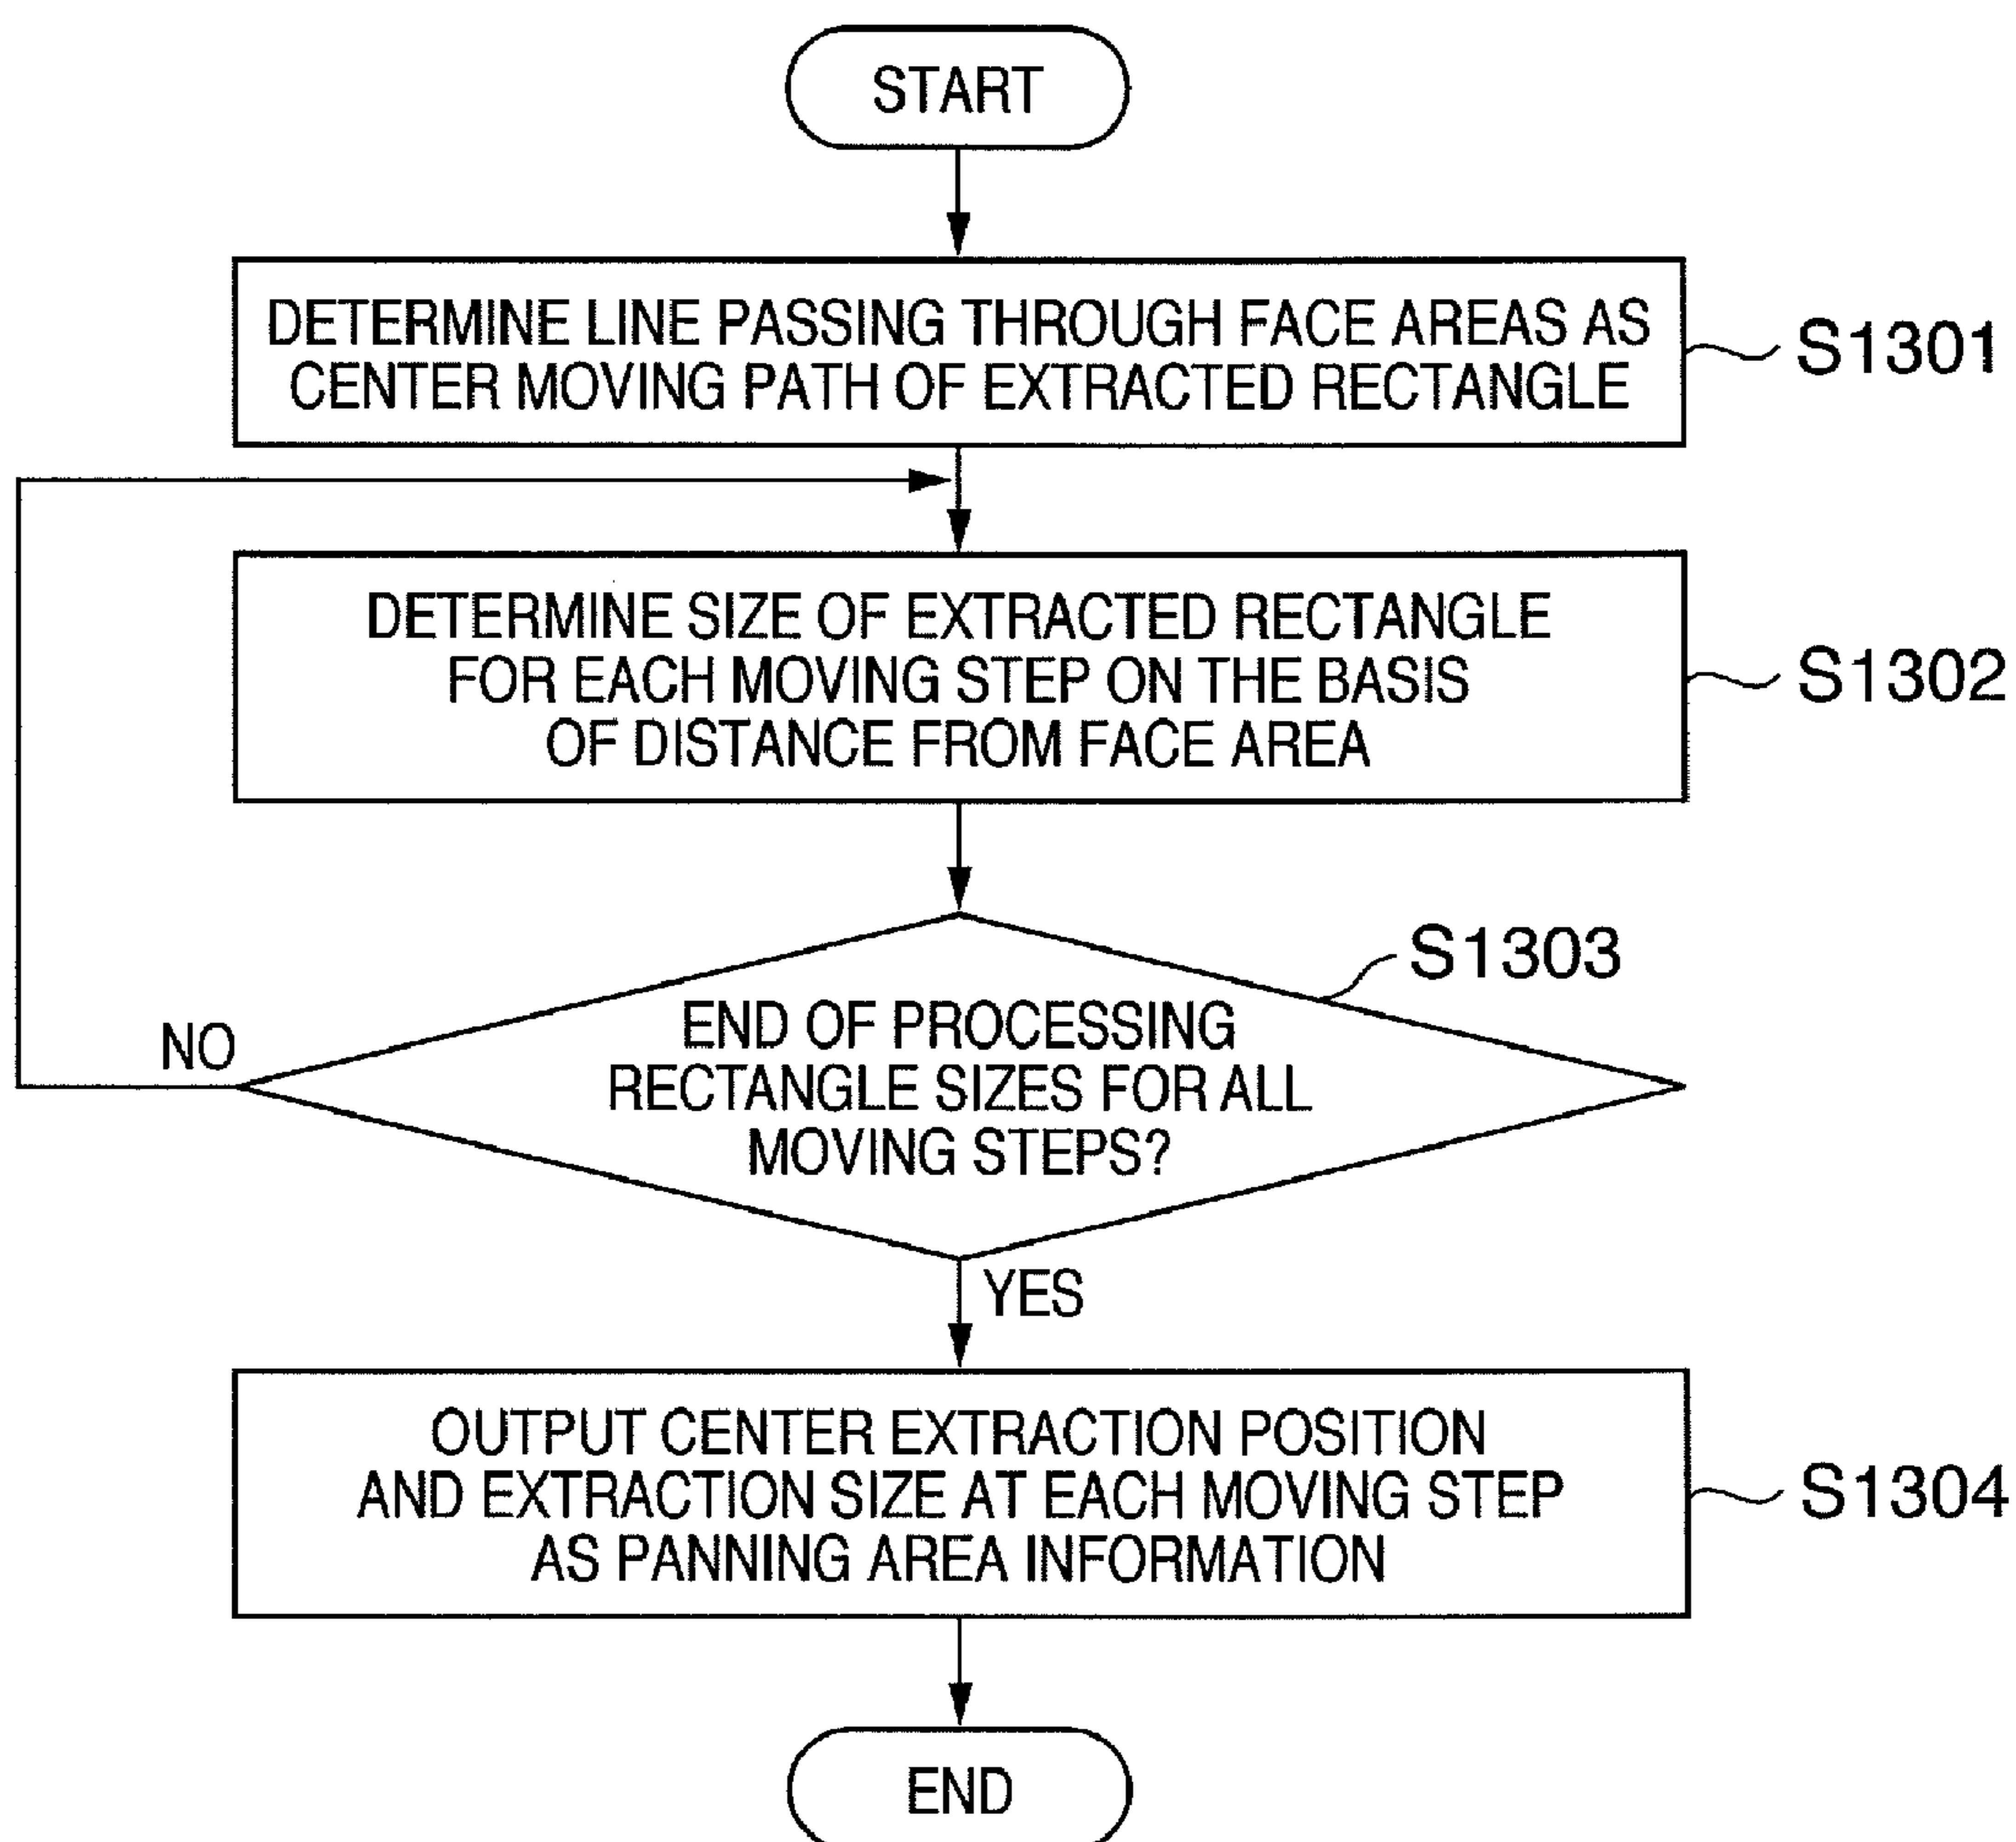 START
DETERMINE LINE PASSING THROUGH FACE AREAS AS
CENTER MOVING PATH OF EXTRACTED RECTANGLE
S1301
DETERMINE SIZE OF EXTRACTED RECTANGLE
FOR EACH MOVING STEP ON THE BASIS
OF DISTANCE FROM FACE AREA
S1302
S1303
END OF PROCESSING
RECTANGLE SIZES FOR ALL
MOVING STEPS?
NO
YES
OUTPUT CENTER EXTRACTION POSITION
AND EXTRACTION SIZE AT EACH MOVING STEP
AS PANNING AREA INFORMATION
S1304
END